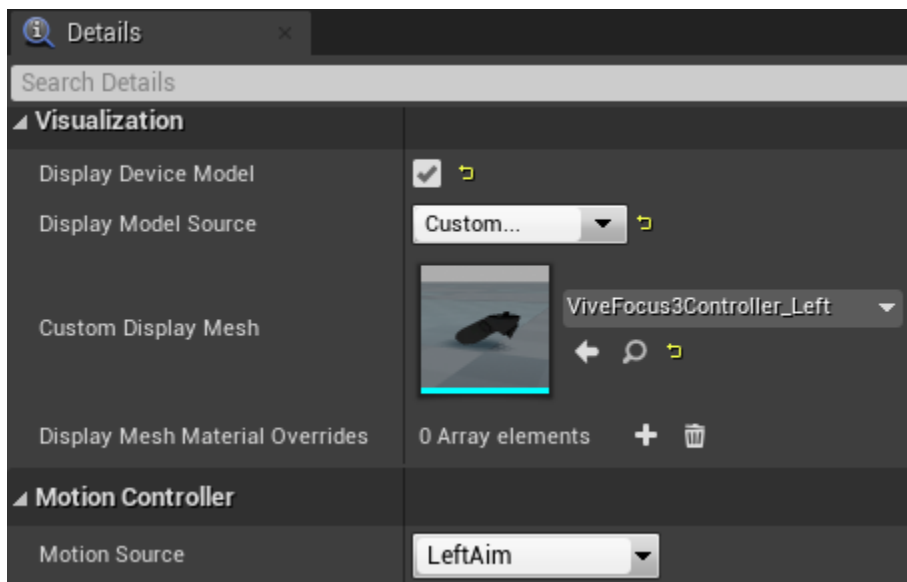 Details
Search Details
Visualization
Display Device Model
Display Model Source Custom...
Custom Display Mesh ViveFocus3Controller_Left
Display Mesh Material Overrides 0 Array elements
Motion Controller
Motion Source LeftAim